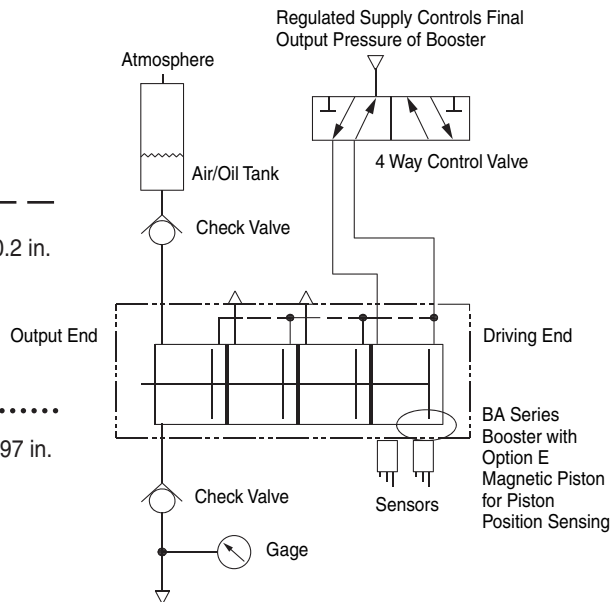 Regulated Supply Controls Final
Output Pressure of Booster
Atmosphere
4 Way Control Valve
Air/Oil Tank
Check Valve
0.2 in.
Output End
Driving End
97 in.
BA Series
Booster with
Option E
Magnetic Piston
for Piston
Position Sensing
Check Valve
Sensors
Gage